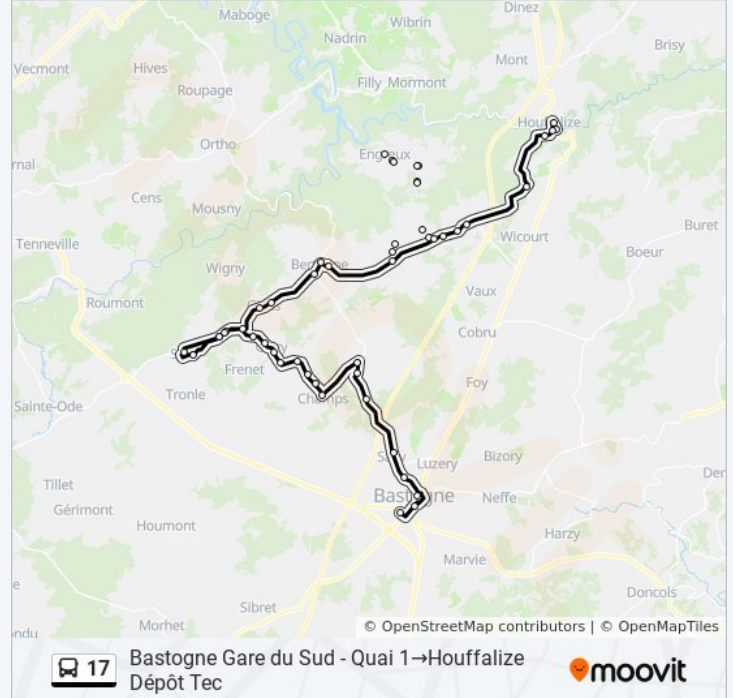 Maboge
Wibrin
Dinez
Nadrin
Brisy
Vecmont
Hives
Mont
Filly Mormont
Roupage
Houffalize
Ortho
Engreux
Cens
Mousny
Buret
Tenneville
Wicourt
Boeur
Wigny
Roumont
Vaux
Cobru
Frenet
Foy
Tronle
Champs
Sainte-Ode
Luzery
Bizory
Tillet
Bastogne
Neffe
Gérimont
Houmont
Harzy
Marvie
Doncols
Sibret
Morhet
© OpenStreetMap contributors | © OpenMapTiles
17
Bastogne Gare du Sud - Quai 1→Houffalize
Dépôt Tec
moovit